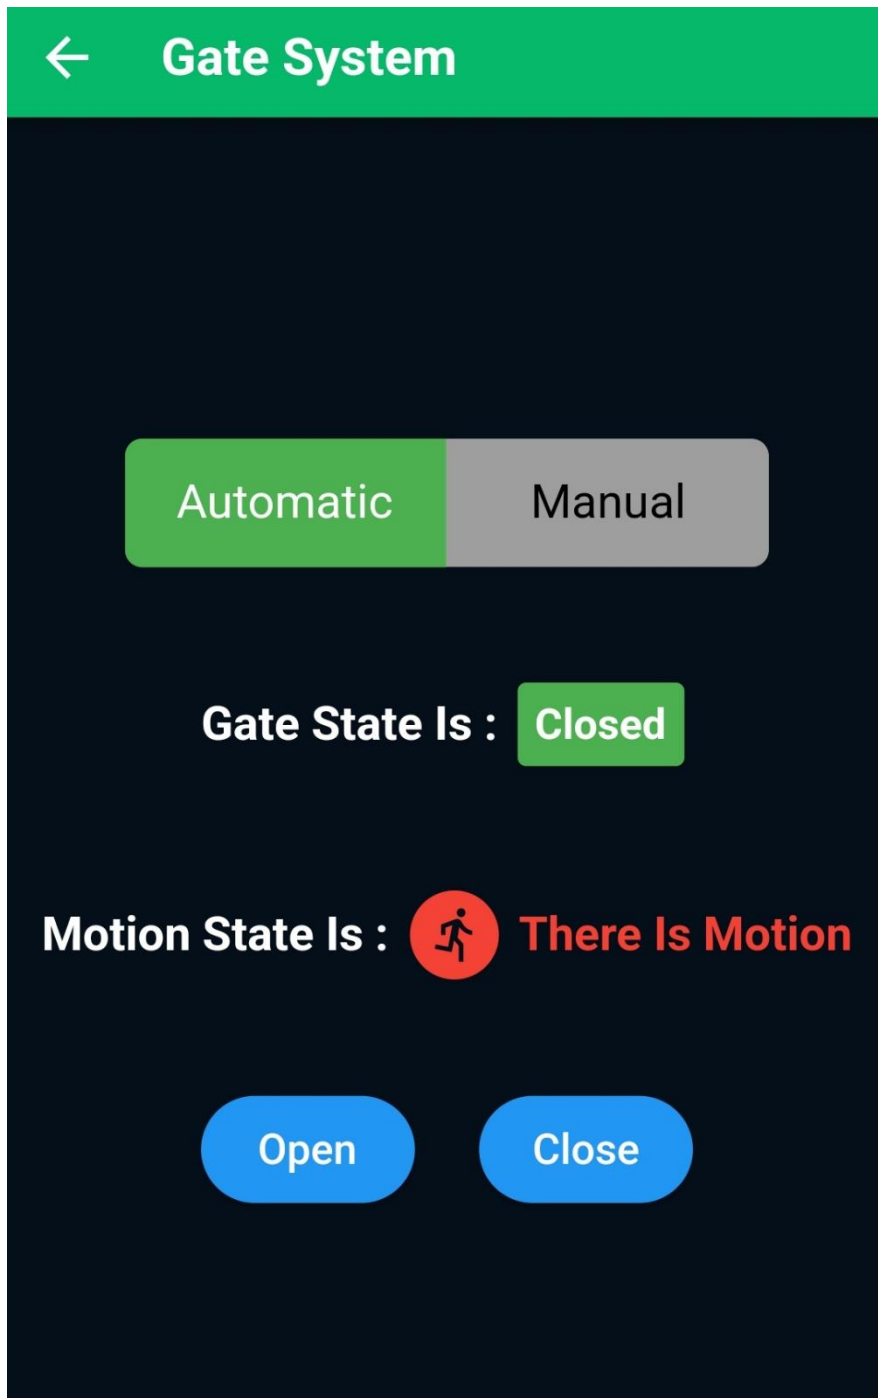 Gate System
Automatic Manual
Gate State Is : Closed
Motion State Is : There Is Motion
Open Close